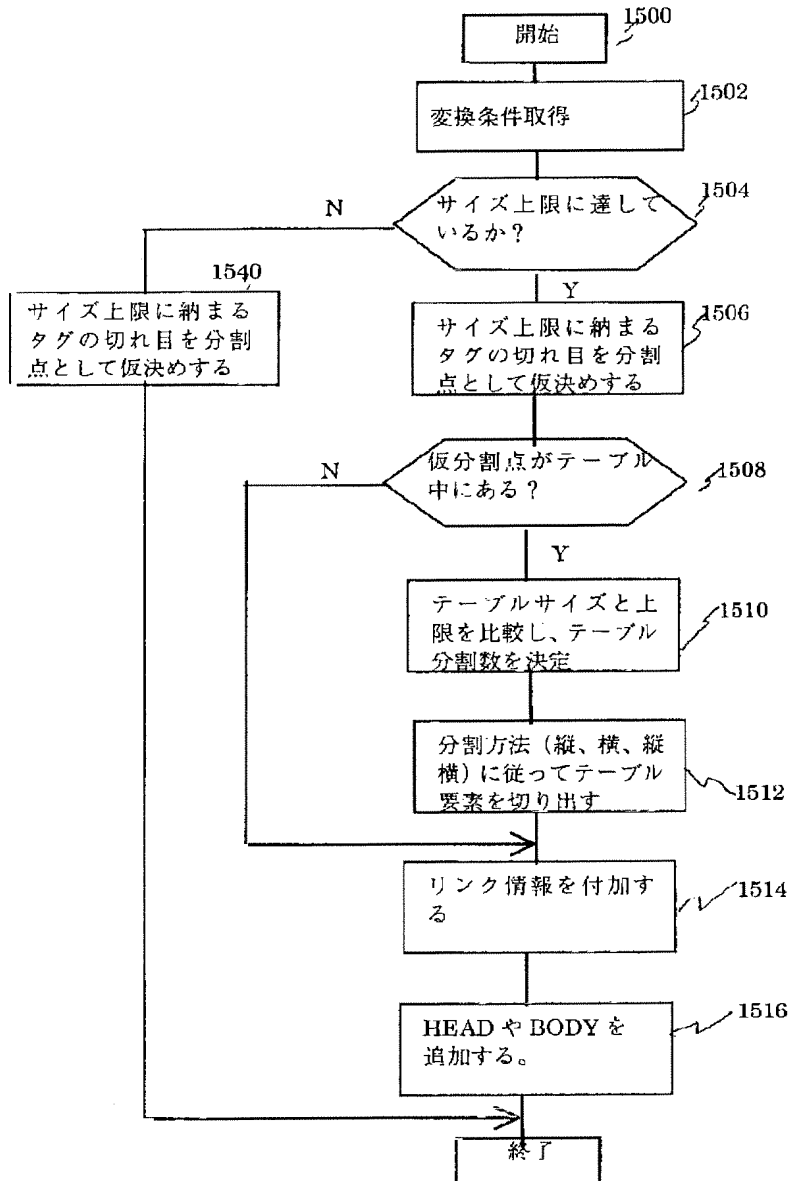 開始
1500
変換条件取得
1502
サイズ上限に達して
いるか?
1504
N
Y
1540
サイズ上限に納まる
タグの切れ目を分割
点として仮決めする
サイズ上限に納まる
タグの切れ目を分割
点として仮決めする
1506
仮分割点がテーブル
中にある?
1508
N
Y
テーブルサイズと上
限を比較し、テーブル
分割数を決定
1510
分割方法(縦、横、縦
横)に従ってテーブル
要素を切り出す
1512
リンク情報を付加す
る
1514
HEAD や BODY を
追加する。
1516
終了